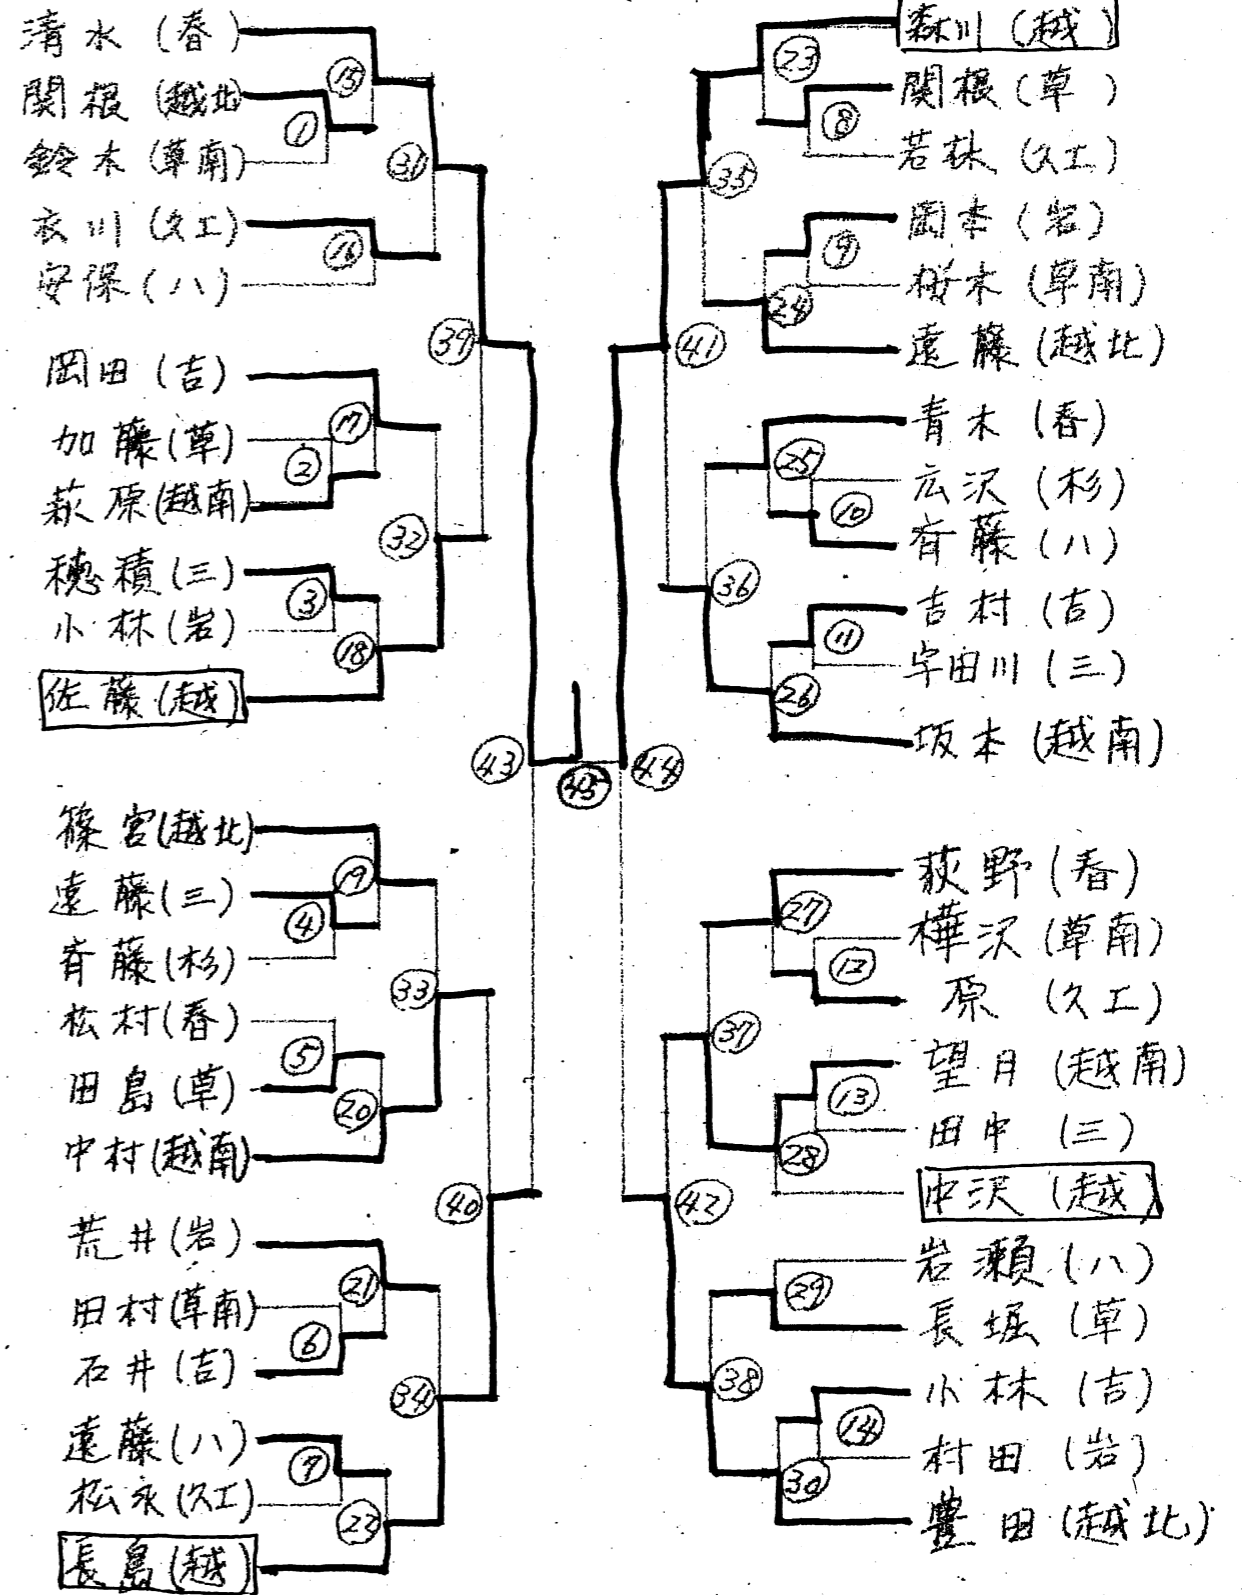 清水（春）
関根（越北）
鈴木（草南）
衣川（久工）
安保（八）
岡田（吉）
加藤（草）
萩原（越南）
穂積（三）
小林（岩）
佐藤（越）
篠宮（越北）
遠藤（三）
斉藤（杉）
松村（春）
田島（草）
中村（越南）
荒井（岩）
田村（草南）
石井（吉）
遠藤（八）
松永（久工）
長島（越）
15
1
31
16
39
17
2
32
3
18
43
45
44
19
4
33
5
20
40
21
6
34
7
22
23
8
35
9
24
41
25
10
36
11
26
27
12
37
13
28
42
29
38
14
30
森川（越）
関根（草）
若林（久工）
岡本（岩）
桜木（草南）
遠藤（越北）
青木（春）
広沢（杉）
斉藤（八）
吉村（吉）
宇田川（三）
坂本（越南）
荻野（春）
樺沢（草南）
原（久工）
望月（越南）
田中（三）
中沢（越）
岩瀬（八）
長堀（草）
小林（吉）
村田（岩）
豊田（越北）